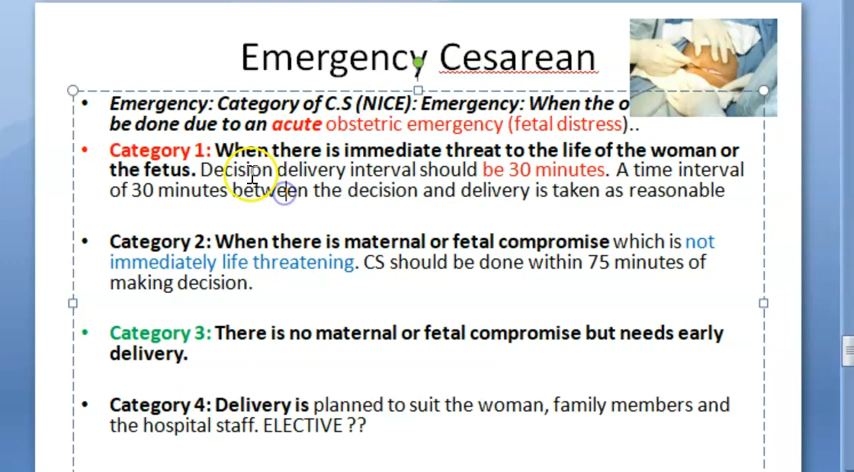 Emergency Cesarean
• Emergency: Category of C.S (NICE): Emergency: When the o
be done due to an acute obstetric emergency (fetal distress)..
• Category 1: When there is immediate threat to the life of the woman or
the fetus. Decision delivery interval should be 30 minutes. A time interval
of 30 minutes between the decision and delivery is taken as reasonable
• Category 2: When there is maternal or fetal compromise which is not
immediately life threatening. CS should be done within 75 minutes of
making decision.
• Category 3: There is no maternal or fetal compromise but needs early
delivery.
• Category 4: Delivery is planned to suit the woman, family members and
the hospital staff. ELECTIVE ??